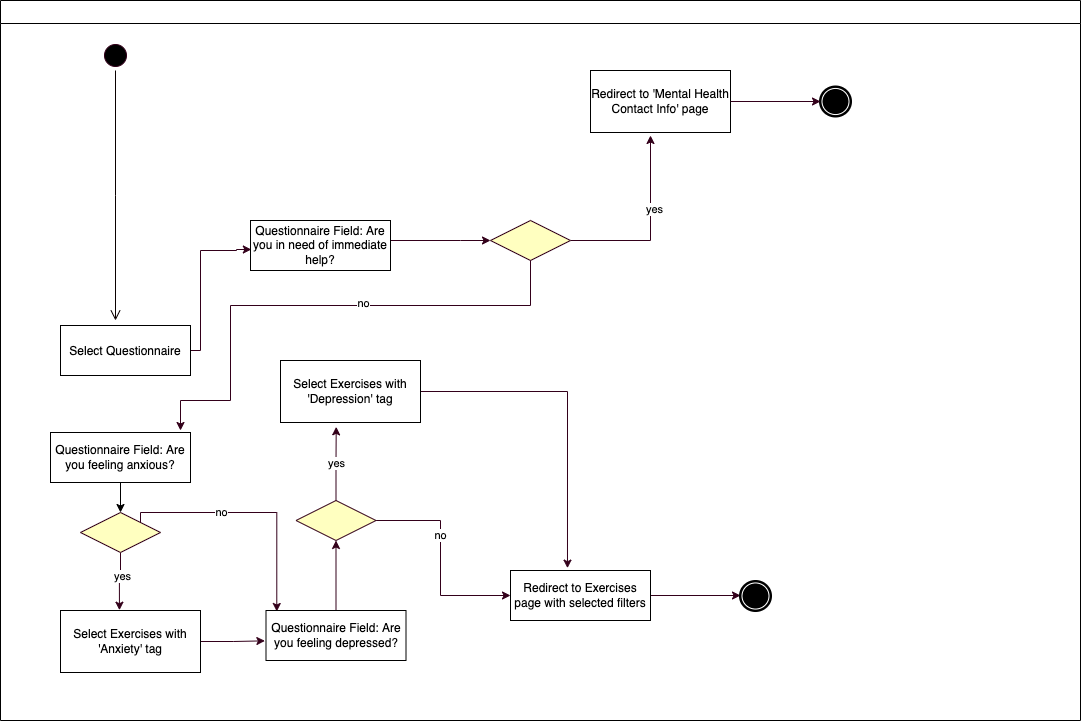 Redirect to 'Mental Health
Contact Info' page
yes
Questionnaire Field: Are
you in need of immediate
help?
no
Select Questionnaire
Select Exercises with
'Depression' tag
Questionnaire Field: Are
you feeling anxious?
yes
no
no
yes
Redirect to Exercises
page with selected filters
Select Exercises with
'Anxiety' tag
Questionnaire Field: Are
you feeling depressed?